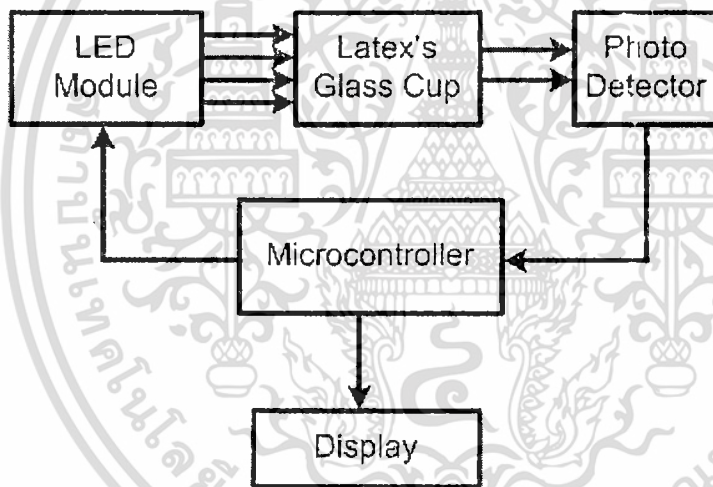 LED
Module
Latex's
Glass Cup
Photo
Detector
Microcontroller
Display